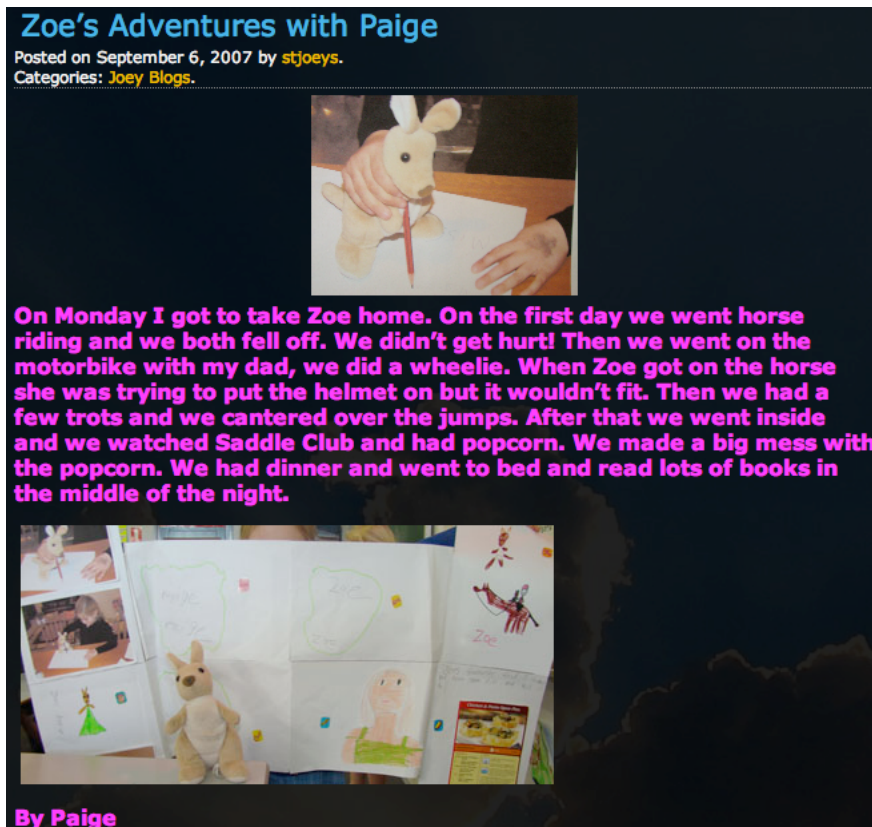 Zoe’s Adventures with Paige
Posted on September 6, 2007 by stjoeys.
Categories: Joey Blogs.
On Monday I got to take Zoe home. On the first day we went horse
riding and we both fell off. We didn’t get hurt! Then we went on the
motorbike with my dad, we did a wheelie. When Zoe got on the horse
she was trying to put the helmet on but it wouldn’t fit. Then we had a
few trots and we cantered over the jumps. After that we went inside
and we watched Saddle Club and had popcorn. We made a big mess with
the popcorn. We had dinner and went to bed and read lots of books in
the middle of the night.
Zoe
Zoe
By Paige